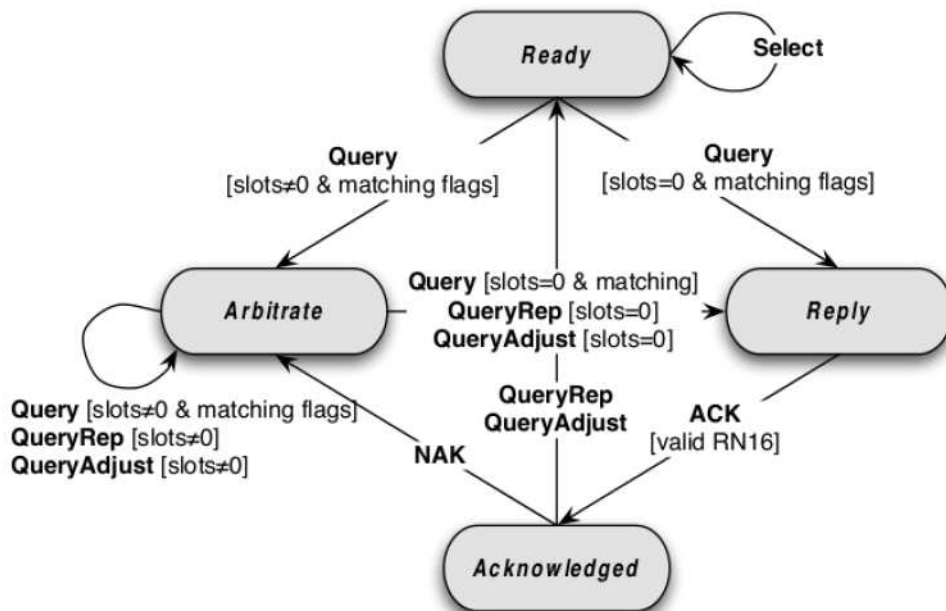 Ready
Select
Query
[slots≠0 & matching flags]
Query
[slots=0 & matching flags]
Arbitrate
Query [slots=0 & matching]
QueryRep [slots=0]
QueryAdjust [slots=0]
Reply
Query [slots≠0 & matching flags]
QueryRep [slots≠0]
QueryAdjust [slots≠0]
NAK
QueryRep
QueryAdjust
ACK
[valid RN16]
Acknowledged